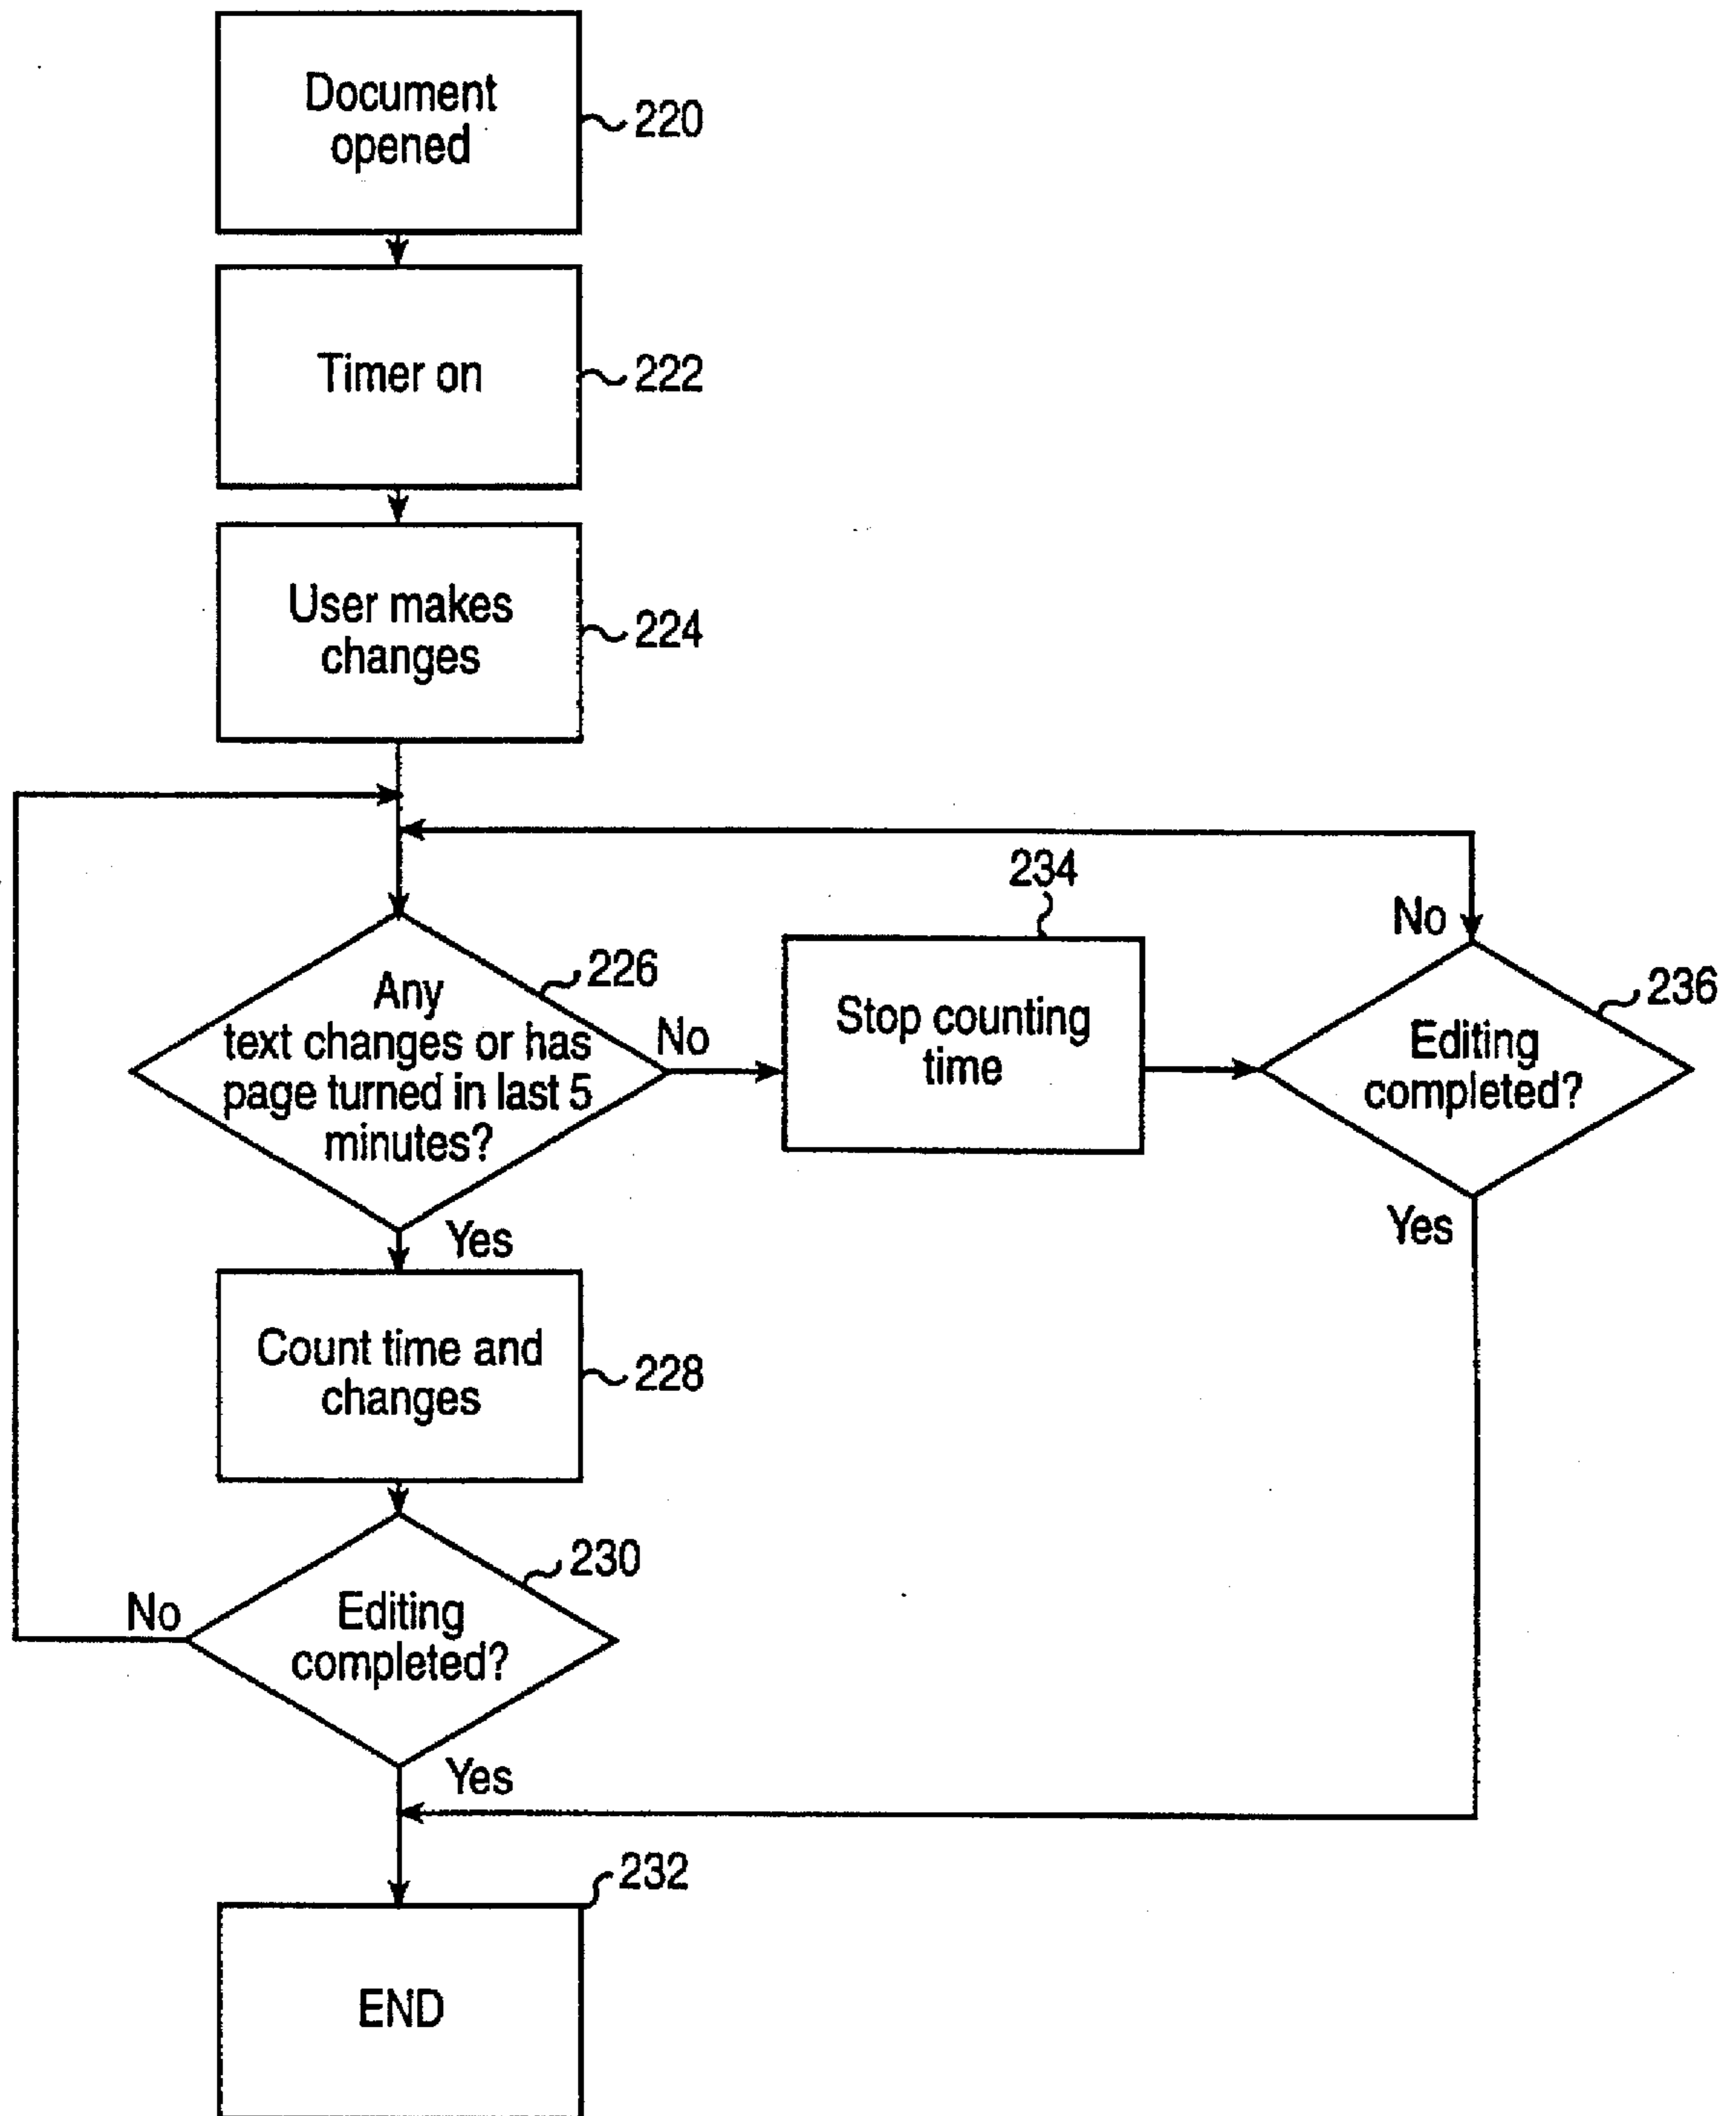 Document
opened
220
Timer on
222
User makes
changes
224
234
No
226
236
Any
text changes or has
page turned in last 5
minutes?
No
Stop counting
time
Editing
completed?
Yes
Yes
Count time and
changes
228
230
No
Editing
completed?
Yes
232
END